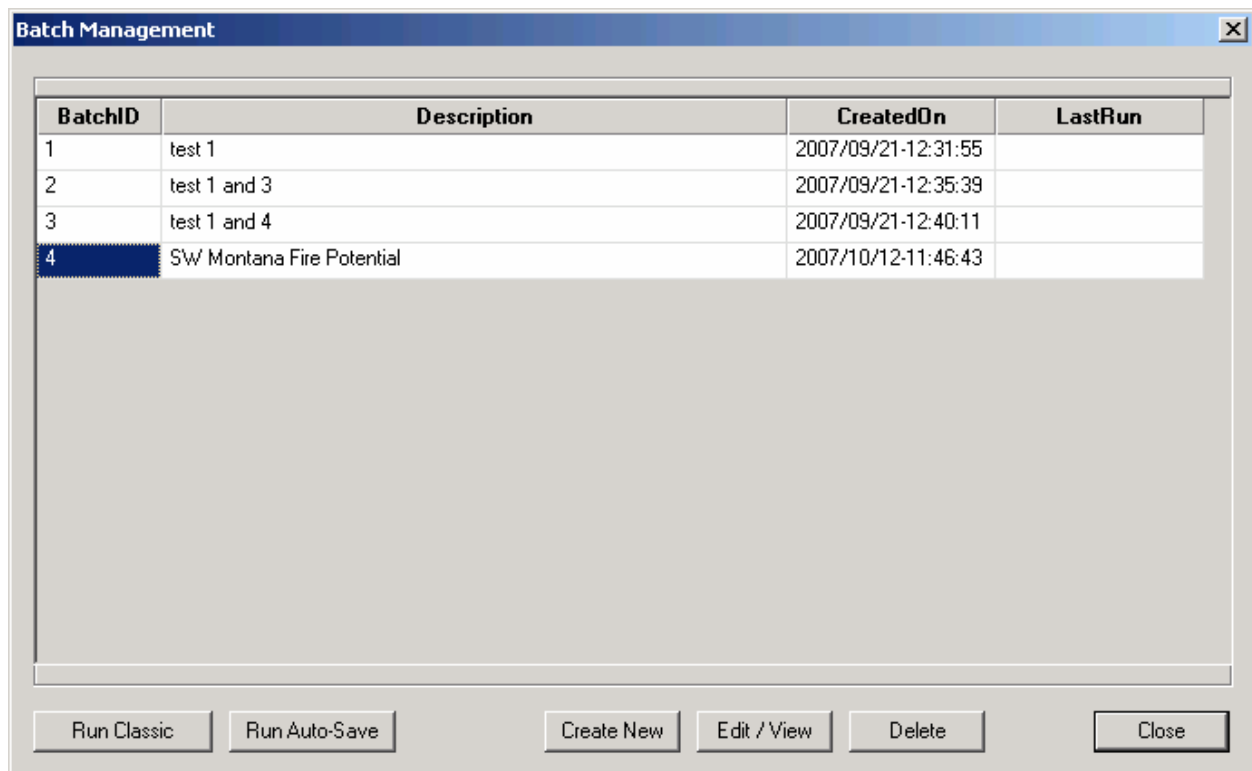 Batch Management
BatchID Description CreatedOn LastRun
1 test 1 2007/09/21-12:31:55
2 test 1 and 3 2007/09/21-12:35:39
3 test 1 and 4 2007/09/21-12:40:11
4 SW Montana Fire Potential 2007/10/12-11:46:43
Run Classic Run Auto-Save Create New Edit / View Delete Close